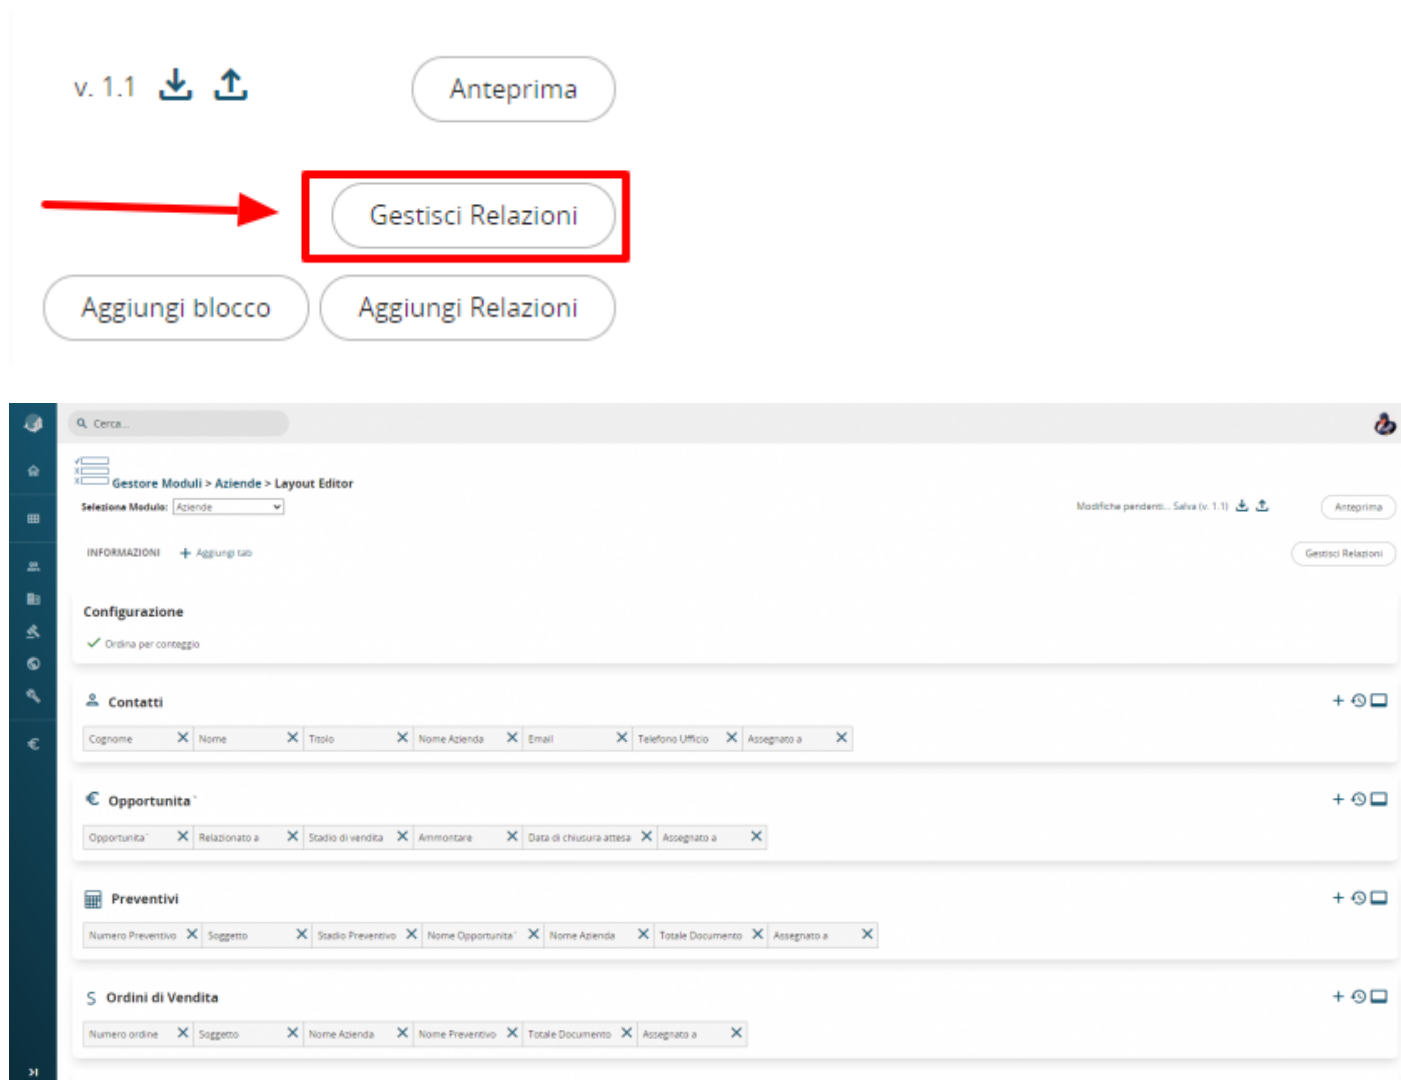 v. 1.1
Anteprima
Gestisci Relazioni
Aggiungi blocco
Aggiungi Relazioni
Cerca...
Gestore Moduli > Aziende > Layout Editor
Seleziona Modulo: Aziende
Modifiche pendenti... Salva (v. 1.1)
Anteprima
INFORMAZIONI + Aggiungi tab
Gestisci Relazioni
Configurazione
Ordina per conteggio
Contatti
Cognome Nome Titolo Nome Azienda Email Telefono Ufficio Assegnato a
Opportunita`
Opportunita` Relazionato a Stadio di vendita Ammontare Data di chiusura attesa Assegnato a
Preventivi
Numero Preventivo Soggetto Stadio Preventivo Nome Opportunita` Nome Azienda Totale Documento Assegnato a
Ordini di Vendita
Numero ordine Soggetto Nome Azienda Nome Preventivo Totale Documento Assegnato a